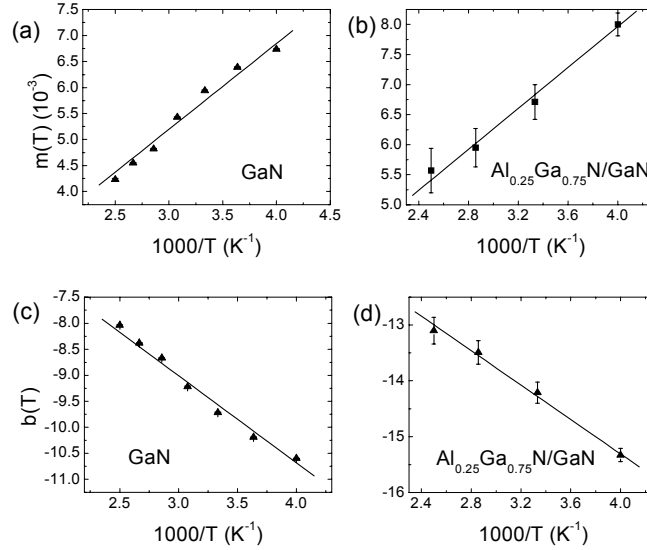 (a)
(b)
m(T) (10⁻³)
7.5
7.0
6.5
6.0
5.5
5.0
4.5
4.0
GaN
2.5 3.0 3.5 4.0 4.5
1000/T (K⁻¹)
8.0
7.5
7.0
6.5
6.0
5.5
5.0
Al₀.₂₅Ga₀.₇₅N/GaN
2.4 2.8 3.2 3.6 4.0
1000/T (K⁻¹)
(c)
(d)
b(T)
-7.5
-8.0
-8.5
-9.0
-9.5
-10.0
-10.5
-11.0
GaN
2.5 3.0 3.5 4.0
1000/T (K⁻¹)
-13
-14
-15
-16
Al₀.₂₅Ga₀.₇₅N/GaN
2.4 2.8 3.2 3.6 4.0
1000/T (K⁻¹)